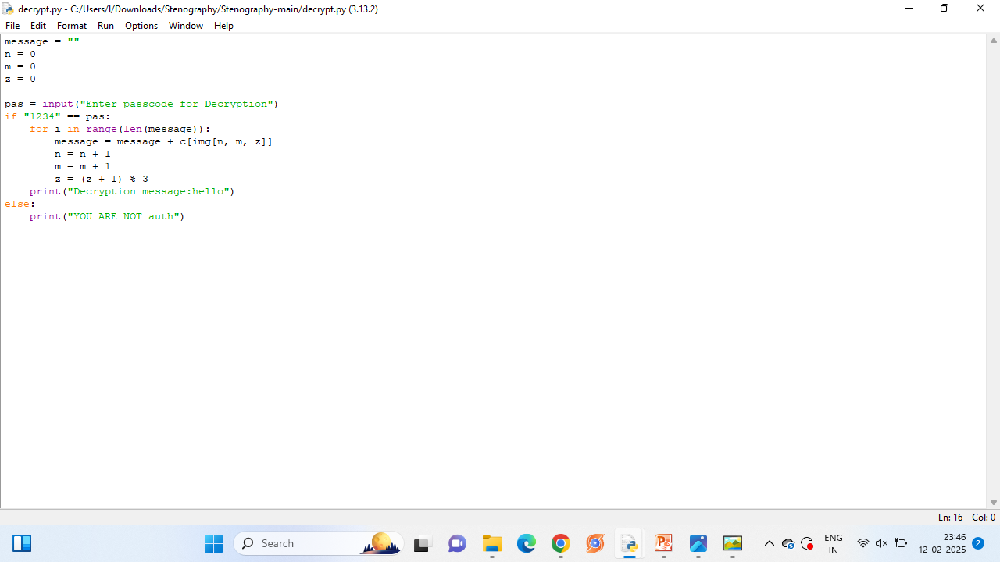 decrypt.py - C:/Users/l/Downloads/Stenography/Stenography-main/decrypt.py (3.13.2)
File Edit Format Run Options Window Help
message = ""
n = 0
m = 0
z = 0
pas = input("Enter passcode for Decryption")
if "1234" == pas:
    for i in range(len(message)):
        message = message + c[img[n, m, z]]
        n = n + 1
        m = m + 1
        z = (z + 1) % 3
    print("Decryption message:hello")
else:
    print("YOU ARE NOT auth")
Ln: 16 Col: 0
Search
ENG
IN
23:46
12-02-2025
2